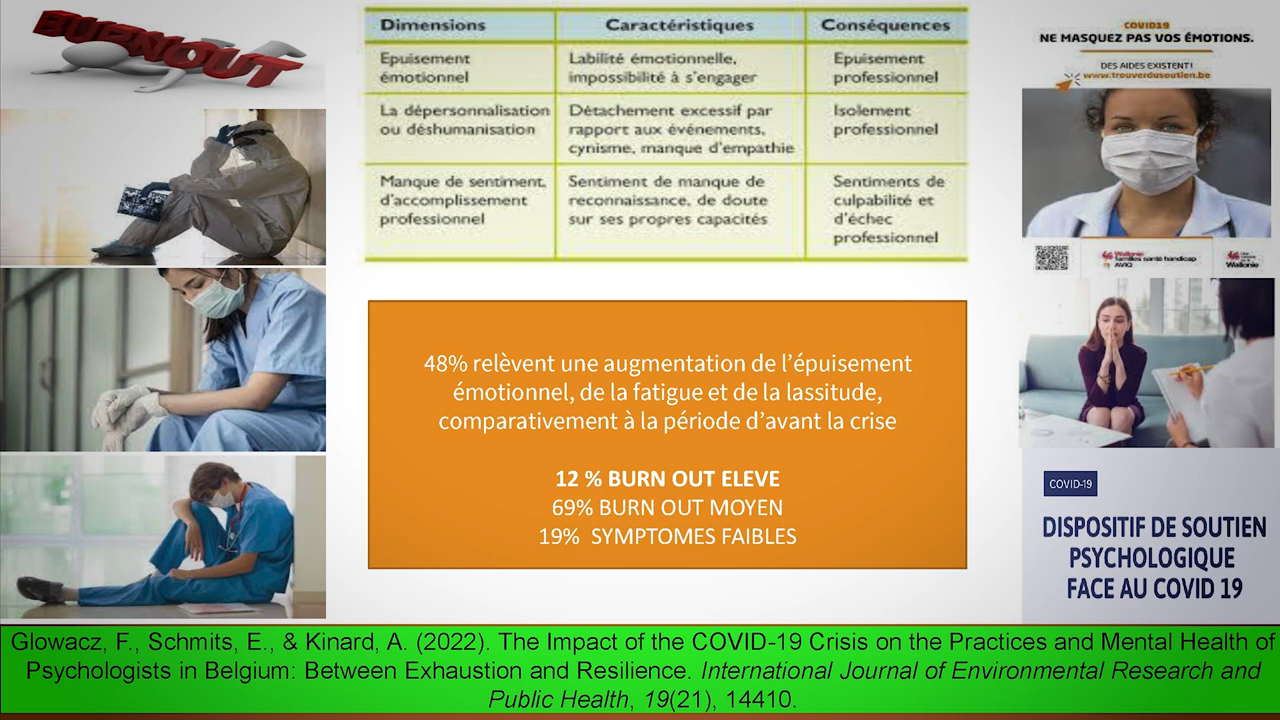 BURNOUT
Dimensions
Caractéristiques
Conséquences
Epuisement
émotionnel
Labilité émotionnelle,
impossibilité à s'engager
Epuisement
professionnel
La dépersonnalisation
ou déshumanisation
Détachement excessif par
rapport aux événements,
cynisme, manque d'empathie
Isolement
professionnel
Manque de sentiment,
d'accomplissement
professionnel
Sentiment de manque de
reconnaissance, de doute
sur ses propres capacités
Sentiments de
culpabilité et
d'échec
professionnel
48% relèvent une augmentation de l'épuisement
émotionnel, de la fatigue et de la lassitude,
comparativement à la période d'avant la crise
12 % BURN OUT ELEVE
69% BURN OUT MOYEN
19% SYMPTOMES FAIBLES
COVID19
NE MASQUEZ PAS VOS ÉMOTIONS.
DES AIDES EXISTENT!
www.trouverdusoutien.be
Wallonie
familles santé handicap
AVIQ
Wallonie
COVID-19
DISPOSITIF DE SOUTIEN
PSYCHOLOGIQUE
FACE AU COVID 19
Glowacz, F., Schmits, E., & Kinard, A. (2022). The Impact of the COVID-19 Crisis on the Practices and Mental Health of
Psychologists in Belgium: Between Exhaustion and Resilience. International Journal of Environmental Research and
Public Health, 19(21), 14410.